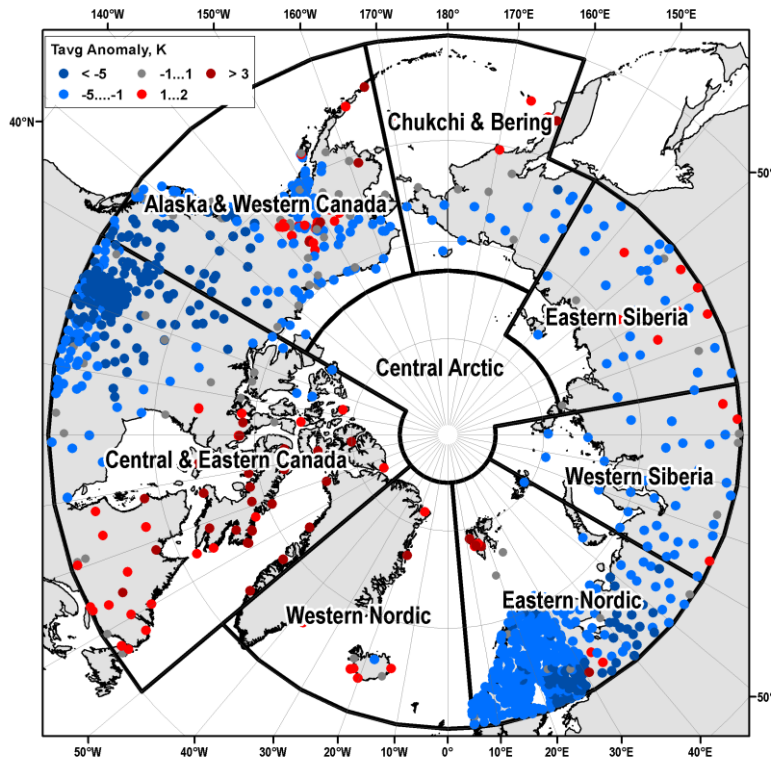 140°W 150°W 160°W 170°W 180° 170°E 160°E 150°E
Tavg Anomaly, K
< -5 -1...1 > 3
-5....-1 1...2
40°N
Chukchi & Bering
50°
Alaska & Western Canada
Eastern Siberia
Central Arctic
Central & Eastern Canada
Western Siberia
Eastern Nordic
Western Nordic
50°
50°W 40°W 30°W 20°W 10°W 0° 10°E 20°E 30°E 40°E